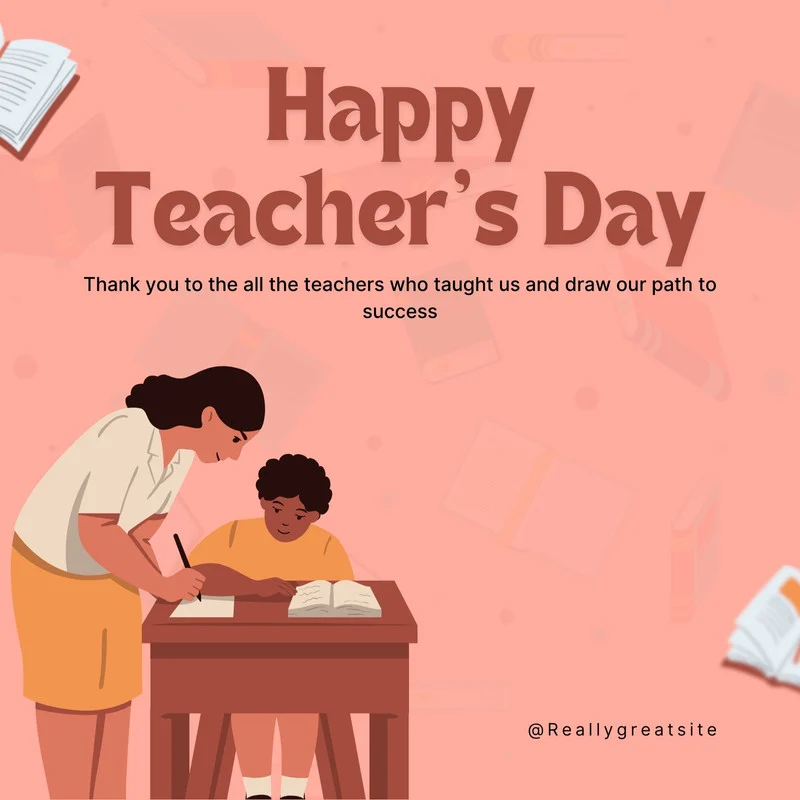 Happy
Teacher’s Day
Thank you to the all the teachers who taught us and draw our path to
success
@Reallygreatsite